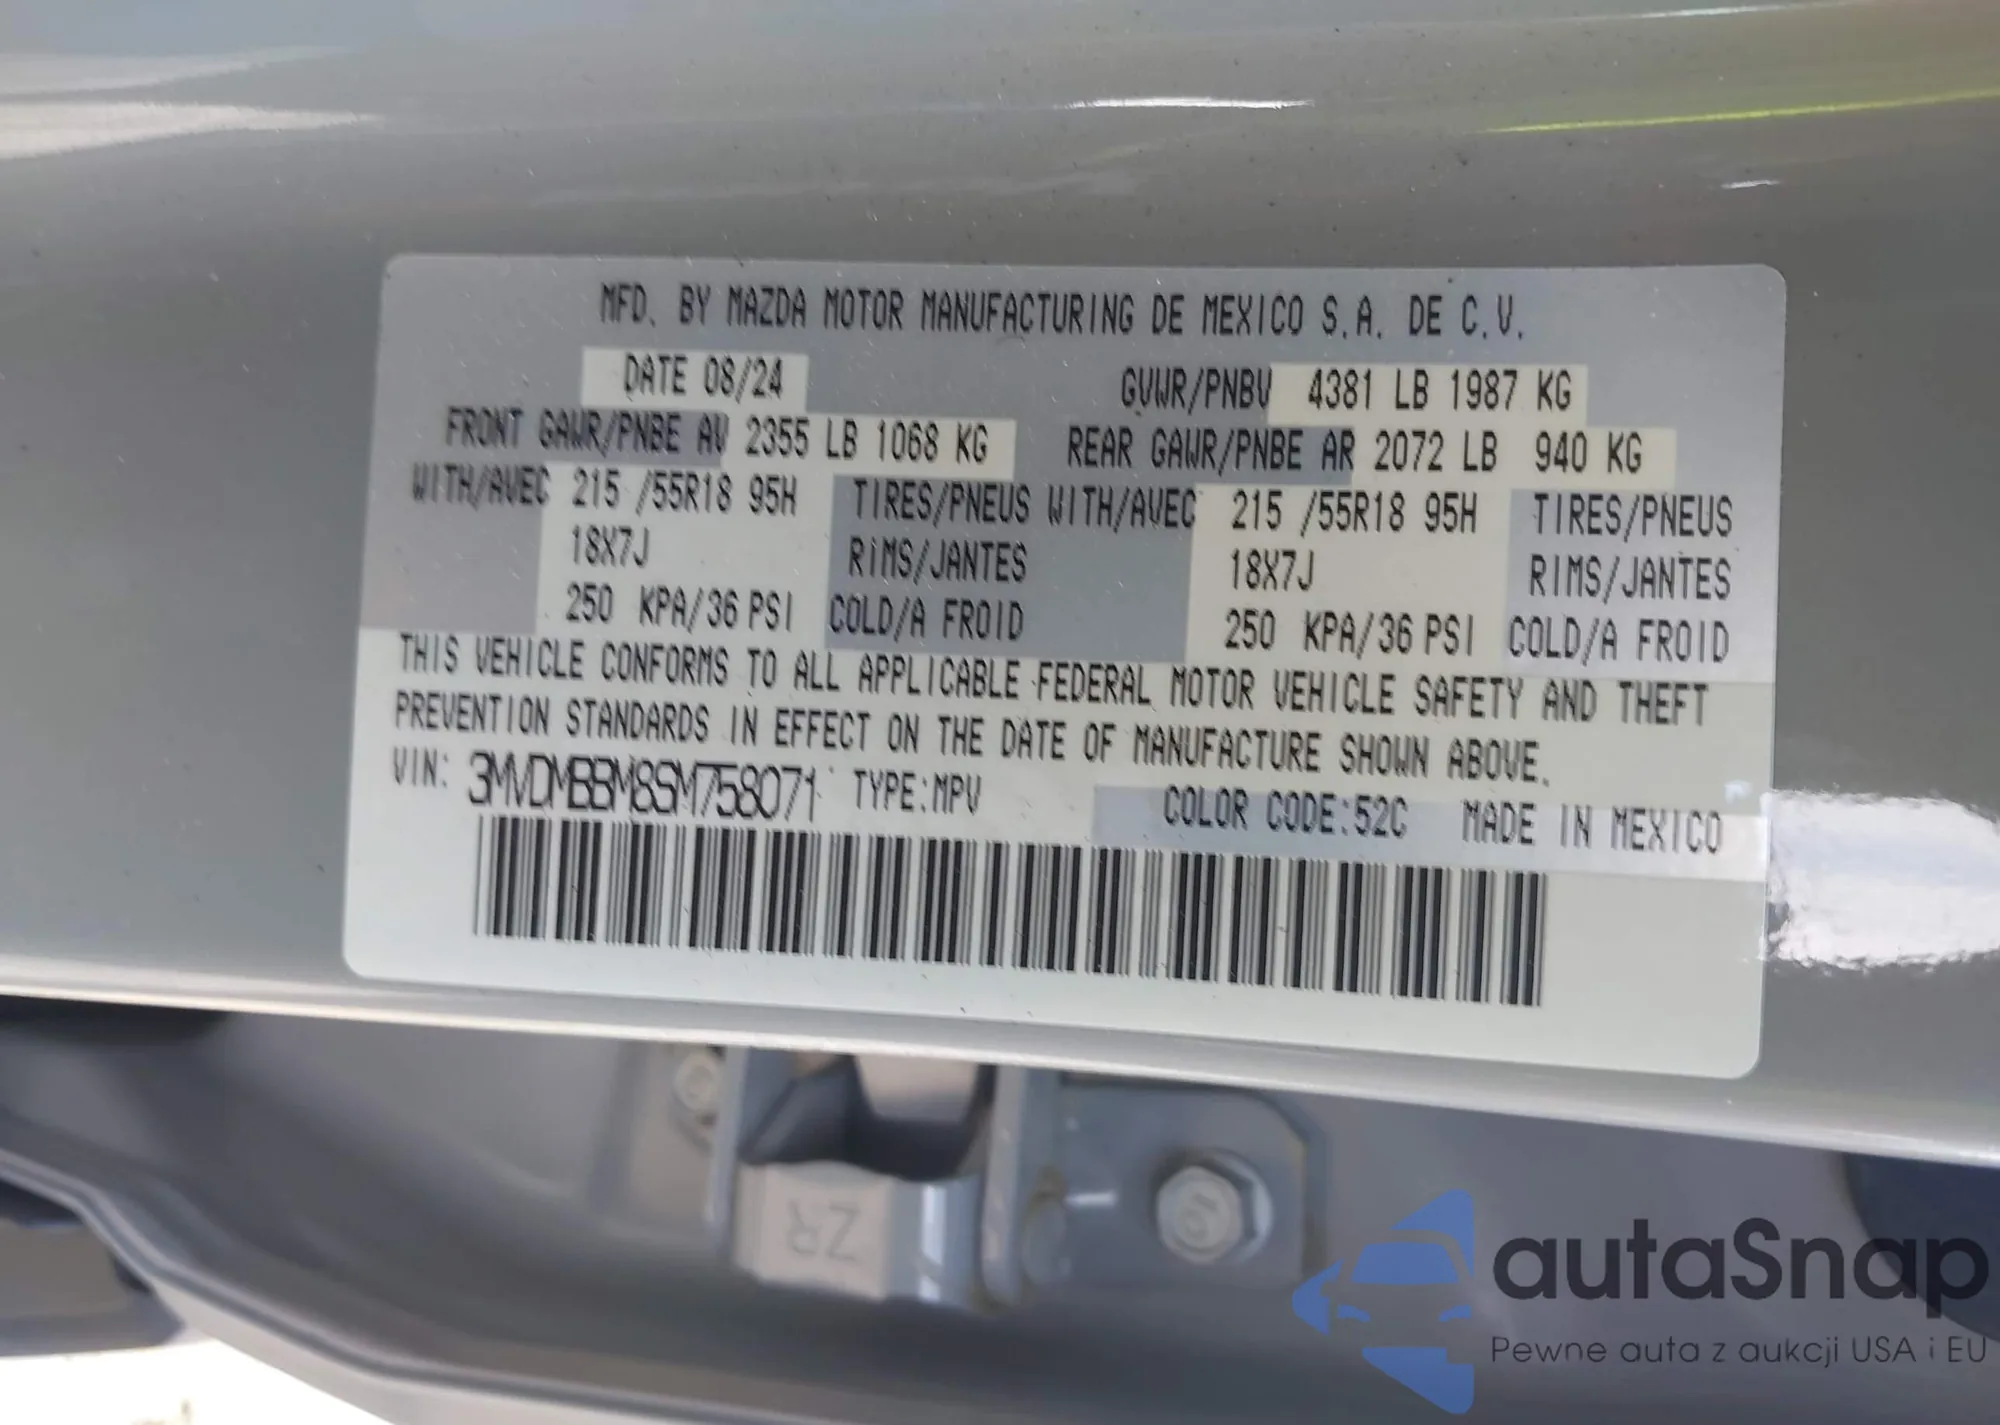 MFD. BY MAZDA MOTOR MANUFACTURING DE MEXICO S.A. DE C.V.
DATE 08/24 GVWR/PNBV 4381 LB 1987 KG
FRONT GAWR/PNBE AV 2355 LB 1068 KG REAR GAWR/PNBE AR 2072 LB 940 KG
WITH/AVEC 215 /55R18 95H TIRES/PNEUS WITH/AVEC 215 /55R18 95H TIRES/PNEUS
18X7J RIMS/JANTES 18X7J RIMS/JANTES
250 KPA/36 PSI COLD/A FROID 250 KPA/36 PSI COLD/A FROID
THIS VEHICLE CONFORMS TO ALL APPLICABLE FEDERAL MOTOR VEHICLE SAFETY AND THEFT
PREVENTION STANDARDS IN EFFECT ON THE DATE OF MANUFACTURE SHOWN ABOVE.
VIN: 3MVDMBBM8SM758071 TYPE:MPV COLOR CODE:52C MADE IN MEXICO
ZR
autaSnap
Pewne auta z aukcji USA i EU